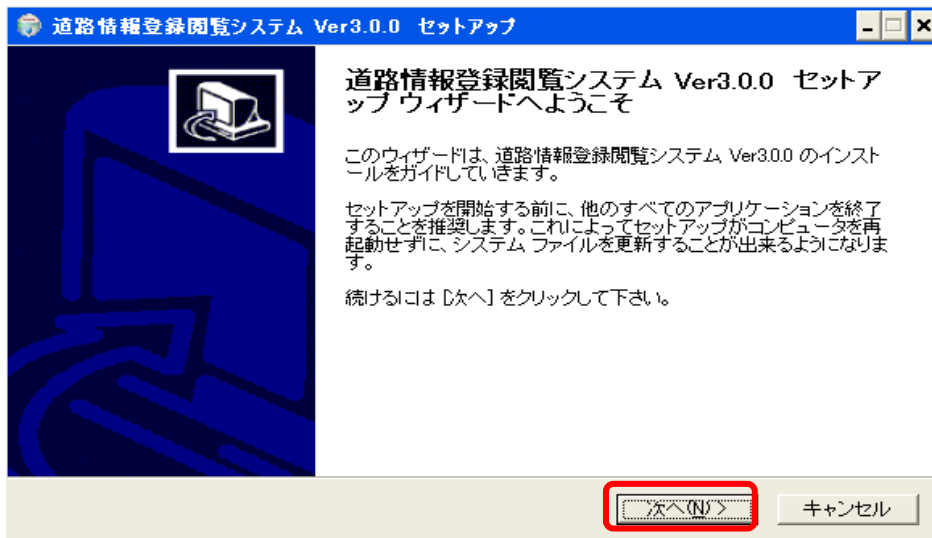 道路情報登録閲覧システム Ver3.0.0 セットアップ
道路情報登録閲覧システム Ver3.0.0 セットア
ップ ウィザードへようこそ
このウィザードは、道路情報登録閲覧システム Ver3.0.0 のインスト
ールをガイドしていきます。
セットアップを開始する前に、他のすべてのアプリケーションを終了
することを推奨します。これによってセットアップがコンピュータを再
起動せずに、システム ファイルを更新することが出来るようになりま
す。
続けるには [次へ] をクリックして下さい。
次へ(N) >
キャンセル